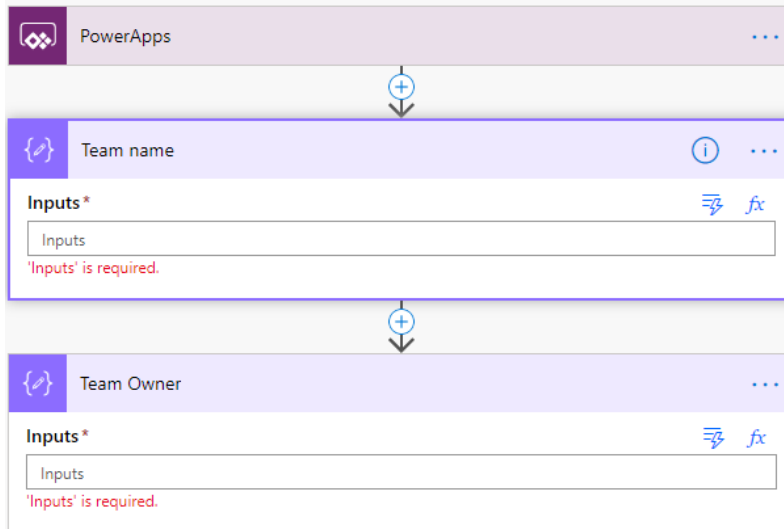 PowerApps
Team name
Inputs*
fx
Inputs
'Inputs' is required.
Team Owner
Inputs*
fx
Inputs
'Inputs' is required.